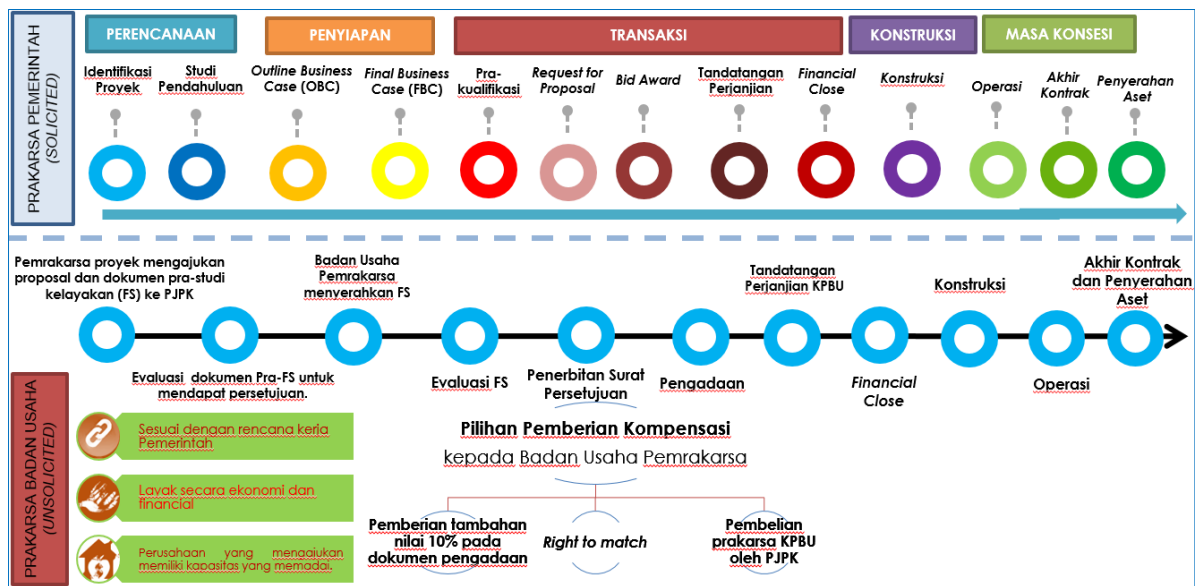 PRAKARSA PEMERINTAH
(SOLICITED)
PERENCANAAN
PENYIAPAN
TRANSAKSI
KONSTRUKSI
MASA KONSESI
Identifikasi
Proyek
Studi
Pendahuluan
Outline Business
Case (OBC)
Final Business
Case (FBC)
Pra-
kualifikasi
Request for
Proposal
Bid Award
Tandatangan
Perjanjian
Financial
Close
Konstruksi
Operasi
Akhir
Kontrak
Penyerahan
Aset
PRAKARSA BADAN USAHA
(UNSOLICITED)
Pemrakarsa proyek mengajukan
proposal dan dokumen pra-studi
kelayakan (FS) ke PJPK
Evaluasi dokumen Pra-FS untuk
mendapat persetujuan.
Badan Usaha
Pemrakarsa
menyerahkan FS
Evaluasi FS
Penerbitan Surat
Persetujuan
Pengadaan
Tandatangan
Perjanjian KPBU
Financial
Close
Konstruksi
Operasi
Akhir Kontrak
dan Penyerahan
Aset
Sesuai dengan rencana kerja
Pemerintah
Layak secara ekonomi dan
financial
Perusahaan yang mengajukan
memiliki kapasitas yang memadai.
Pilihan Pemberian Kompensasi
kepada Badan Usaha Pemrakarsa
Pemberian tambahan
nilai 10% pada
dokumen pengadaan
Right to match
Pembelian
prakarsa KPBU
oleh PJPK